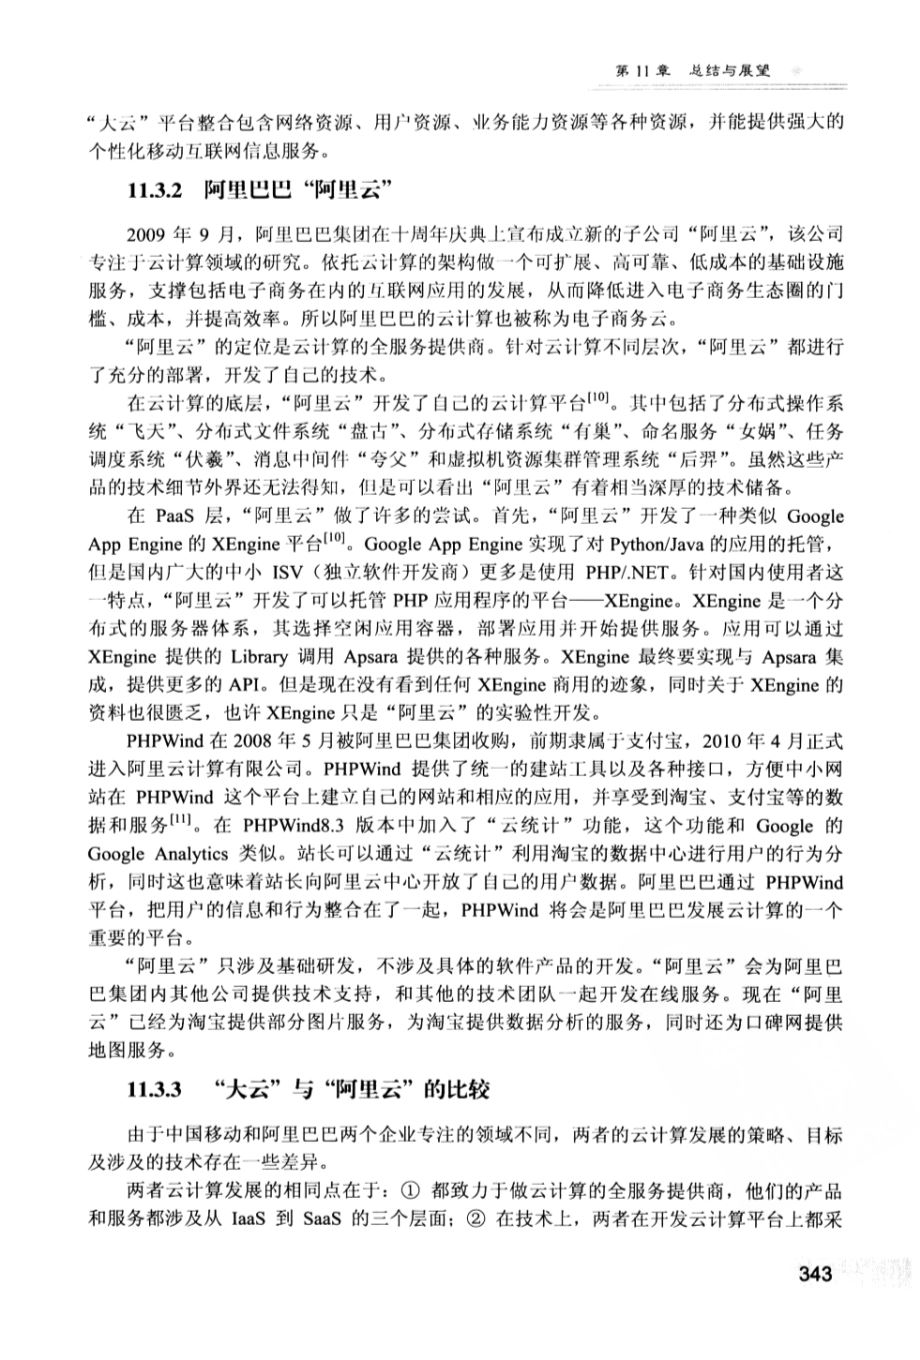 第 11 章 总结与展望
“大云”平台整合包含网络资源、用户资源、业务能力资源等各种资源，并能提供强大的
个性化移动互联网信息服务。
11.3.2 阿里巴巴“阿里云”
2009 年 9 月，阿里巴巴集团在十周年庆典上宣布成立新的子公司“阿里云”，该公司
专注于云计算领域的研究。依托云计算的架构做一个可扩展、高可靠、低成本的基础设施
服务，支撑包括电子商务在内的互联网应用的发展，从而降低进入电子商务生态圈的门
槛、成本，并提高效率。所以阿里巴巴的云计算也被称为电子商务云。
“阿里云”的定位是云计算的全服务提供商。针对云计算不同层次，“阿里云”都进行
了充分的部署，开发了自己的技术。
在云计算的底层，“阿里云”开发了自己的云计算平台[10]。其中包括了分布式操作系
统“飞天”、分布式文件系统“盘古”、分布式存储系统“有巢”、命名服务“女娲”、任务
调度系统“伏羲”、消息中间件“夸父”和虚拟机资源集群管理系统“后羿”。虽然这些产
品的技术细节外界还无法得知，但是可以看出“阿里云”有着相当深厚的技术储备。
在 PaaS 层，“阿里云”做了许多的尝试。首先，“阿里云”开发了一种类似 Google
App Engine 的 XEngine 平台[10]。Google App Engine 实现了对 Python/Java 的应用的托管，
但是国内广大的中小 ISV（独立软件开发商）更多是使用 PHP/.NET。针对国内使用者这
一特点，“阿里云”开发了可以托管 PHP 应用程序的平台——XEngine。XEngine 是一个分
布式的服务器体系，其选择空闲应用容器，部署应用并开始提供服务。应用可以通过
XEngine 提供的 Library 调用 Apsara 提供的各种服务。XEngine 最终要实现与 Apsara 集
成，提供更多的 API。但是现在没有看到任何 XEngine 商用的迹象，同时关于 XEngine 的
资料也很匮乏，也许 XEngine 只是“阿里云”的实验性开发。
PHPWind 在 2008 年 5 月被阿里巴巴集团收购，前期隶属于支付宝，2010 年 4 月正式
进入阿里云计算有限公司。PHPWind 提供了统一的建站工具以及各种接口，方便中小网
站在 PHPWind 这个平台上建立自己的网站和相应的应用，并享受到淘宝、支付宝等的数
据和服务[11]。在 PHPWind8.3 版本中加入了“云统计”功能，这个功能和 Google 的
Google Analytics 类似。站长可以通过“云统计”利用淘宝的数据中心进行用户的行为分
析，同时这也意味着站长向阿里云中心开放了自己的用户数据。阿里巴巴通过 PHPWind
平台，把用户的信息和行为整合在了一起，PHPWind 将会是阿里巴巴发展云计算的一个
重要的平台。
“阿里云”只涉及基础研发，不涉及具体的软件产品的开发。“阿里云”会为阿里巴
巴集团内其他公司提供技术支持，和其他的技术团队一起开发在线服务。现在“阿里
云”已经为淘宝提供部分图片服务，为淘宝提供数据分析的服务，同时还为口碑网提供
地图服务。
11.3.3 “大云”与“阿里云”的比较
由于中国移动和阿里巴巴两个企业专注的领域不同，两者的云计算发展的策略、目标
及涉及的技术存在一些差异。
两者云计算发展的相同点在于：① 都致力于做云计算的全服务提供商，他们的产品
和服务都涉及从 IaaS 到 SaaS 的三个层面；② 在技术上，两者在开发云计算平台上都采
343